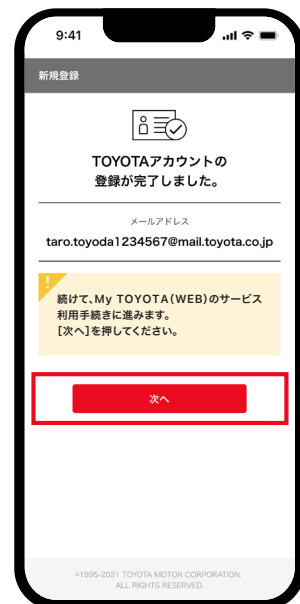 9:41
新規登録
TOYOTAアカウントの
登録が完了しました。
メールアドレス
taro.toyoda1234567@mail.toyota.co.jp
!
続けて、My TOYOTA(WEB)のサービス
利用手続きに進みます。
[次へ]を押してください。
次へ
©1995-2021 TOYOTA MOTOR CORPORATION.
ALL RIGHTS RESERVED.